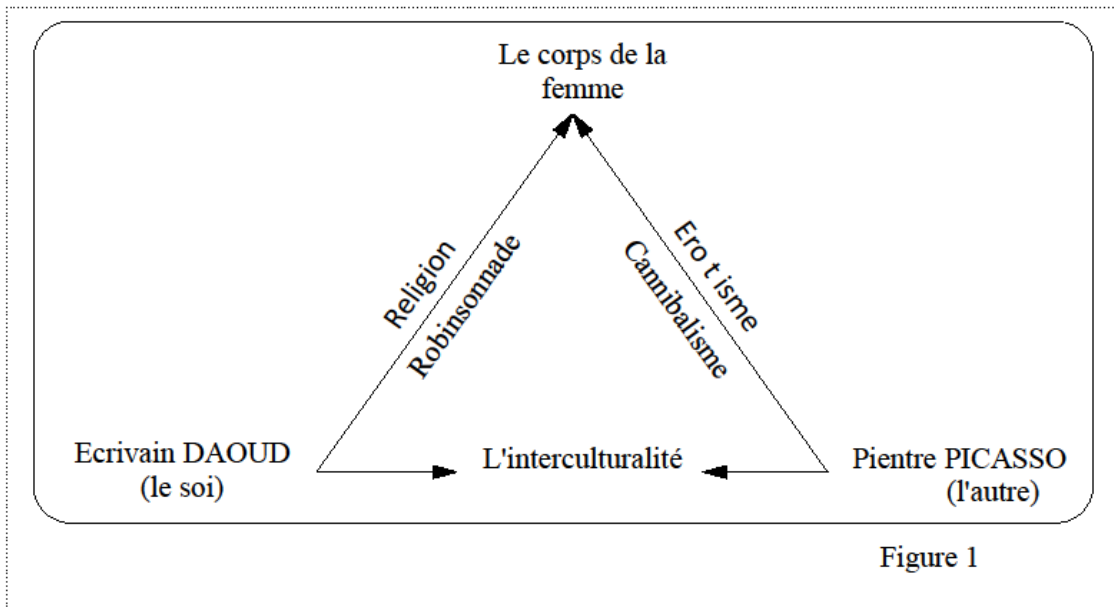 Le corps de la
femme
Religion
Robinsonnade
Ero t isme
Cannibalisme
Ecrivain DAOUD
(le soi)
L'interculturalité
Pientre PICASSO
(l'autre)
Figure 1